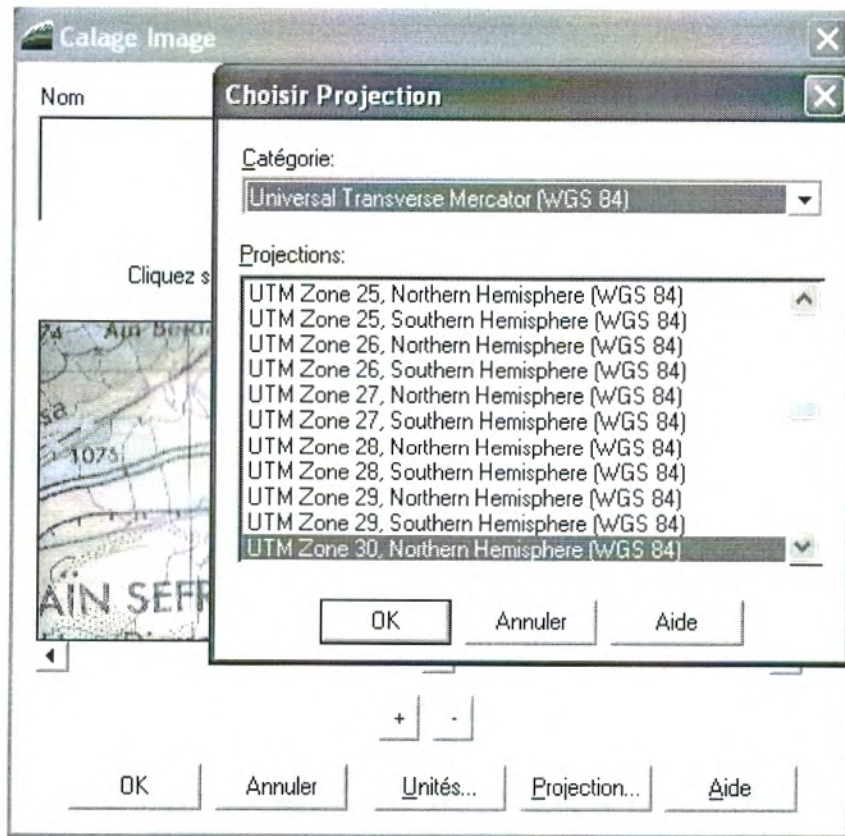 Calage Image
Nom
Choisir Projection
Catégorie:
Universal Transverse Mercator (WGS 84)
Projections:
Cliquez s
UTM Zone 25, Northern Hemisphere (WGS 84)
UTM Zone 25, Southern Hemisphere (WGS 84)
UTM Zone 26, Northern Hemisphere (WGS 84)
UTM Zone 26, Southern Hemisphere (WGS 84)
UTM Zone 27, Northern Hemisphere (WGS 84)
UTM Zone 27, Southern Hemisphere (WGS 84)
UTM Zone 28, Northern Hemisphere (WGS 84)
UTM Zone 28, Southern Hemisphere (WGS 84)
UTM Zone 29, Northern Hemisphere (WGS 84)
UTM Zone 29, Southern Hemisphere (WGS 84)
UTM Zone 30, Northern Hemisphere (WGS 84)
74 Aïn
sa
1075
AÏN SEFR
OK Annuler Aide
+ -
OK Annuler Unités... Projection... Aide